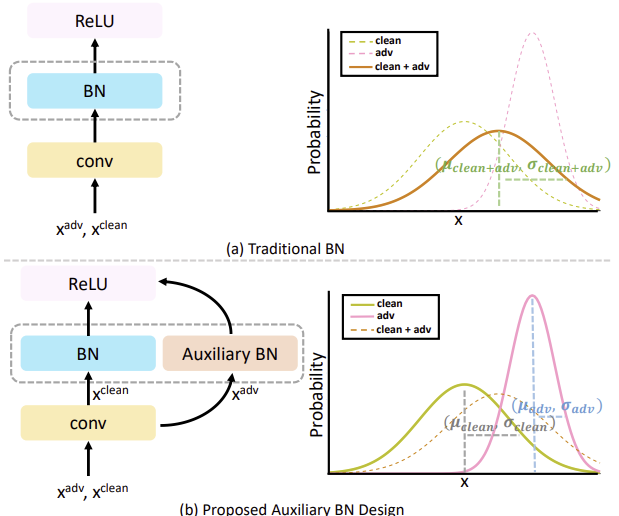 ReLU
BN
conv
x^adv, x^clean
Probability
clean
adv
clean + adv
(μ_clean+adv, σ_clean+adv)
x
(a) Traditional BN
ReLU
BN
Auxiliary BN
x^clean
x^adv
conv
x^adv, x^clean
Probability
clean
adv
clean + adv
(μ_adv, σ_adv)
(μ_clean, σ_clean)
x
(b) Proposed Auxiliary BN Design